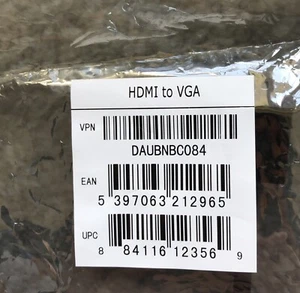 HDMI to VGA
VPN
DAUBNBC084
EAN
5 397063 212965
UPC
8 84116 12356 9